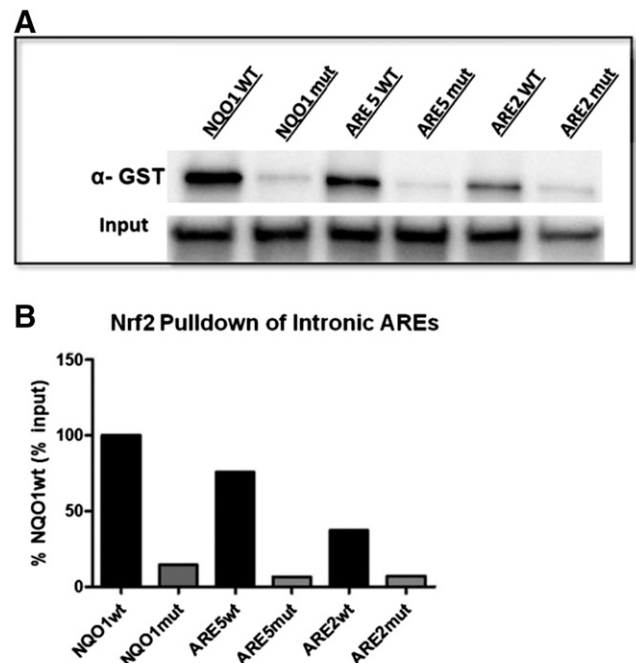 A
NQO1 WT
NQO1 mut
ARE 5 WT
ARE5 mut
ARE2 WT
ARE2 mut
α- GST
Input
B
Nrf2 Pulldown of Intronic AREs
% NQO1wt (% input)
150
100
50
0
NQO1wt
NQO1mut
ARE5wt
ARE5mut
ARE2wt
ARE2mut